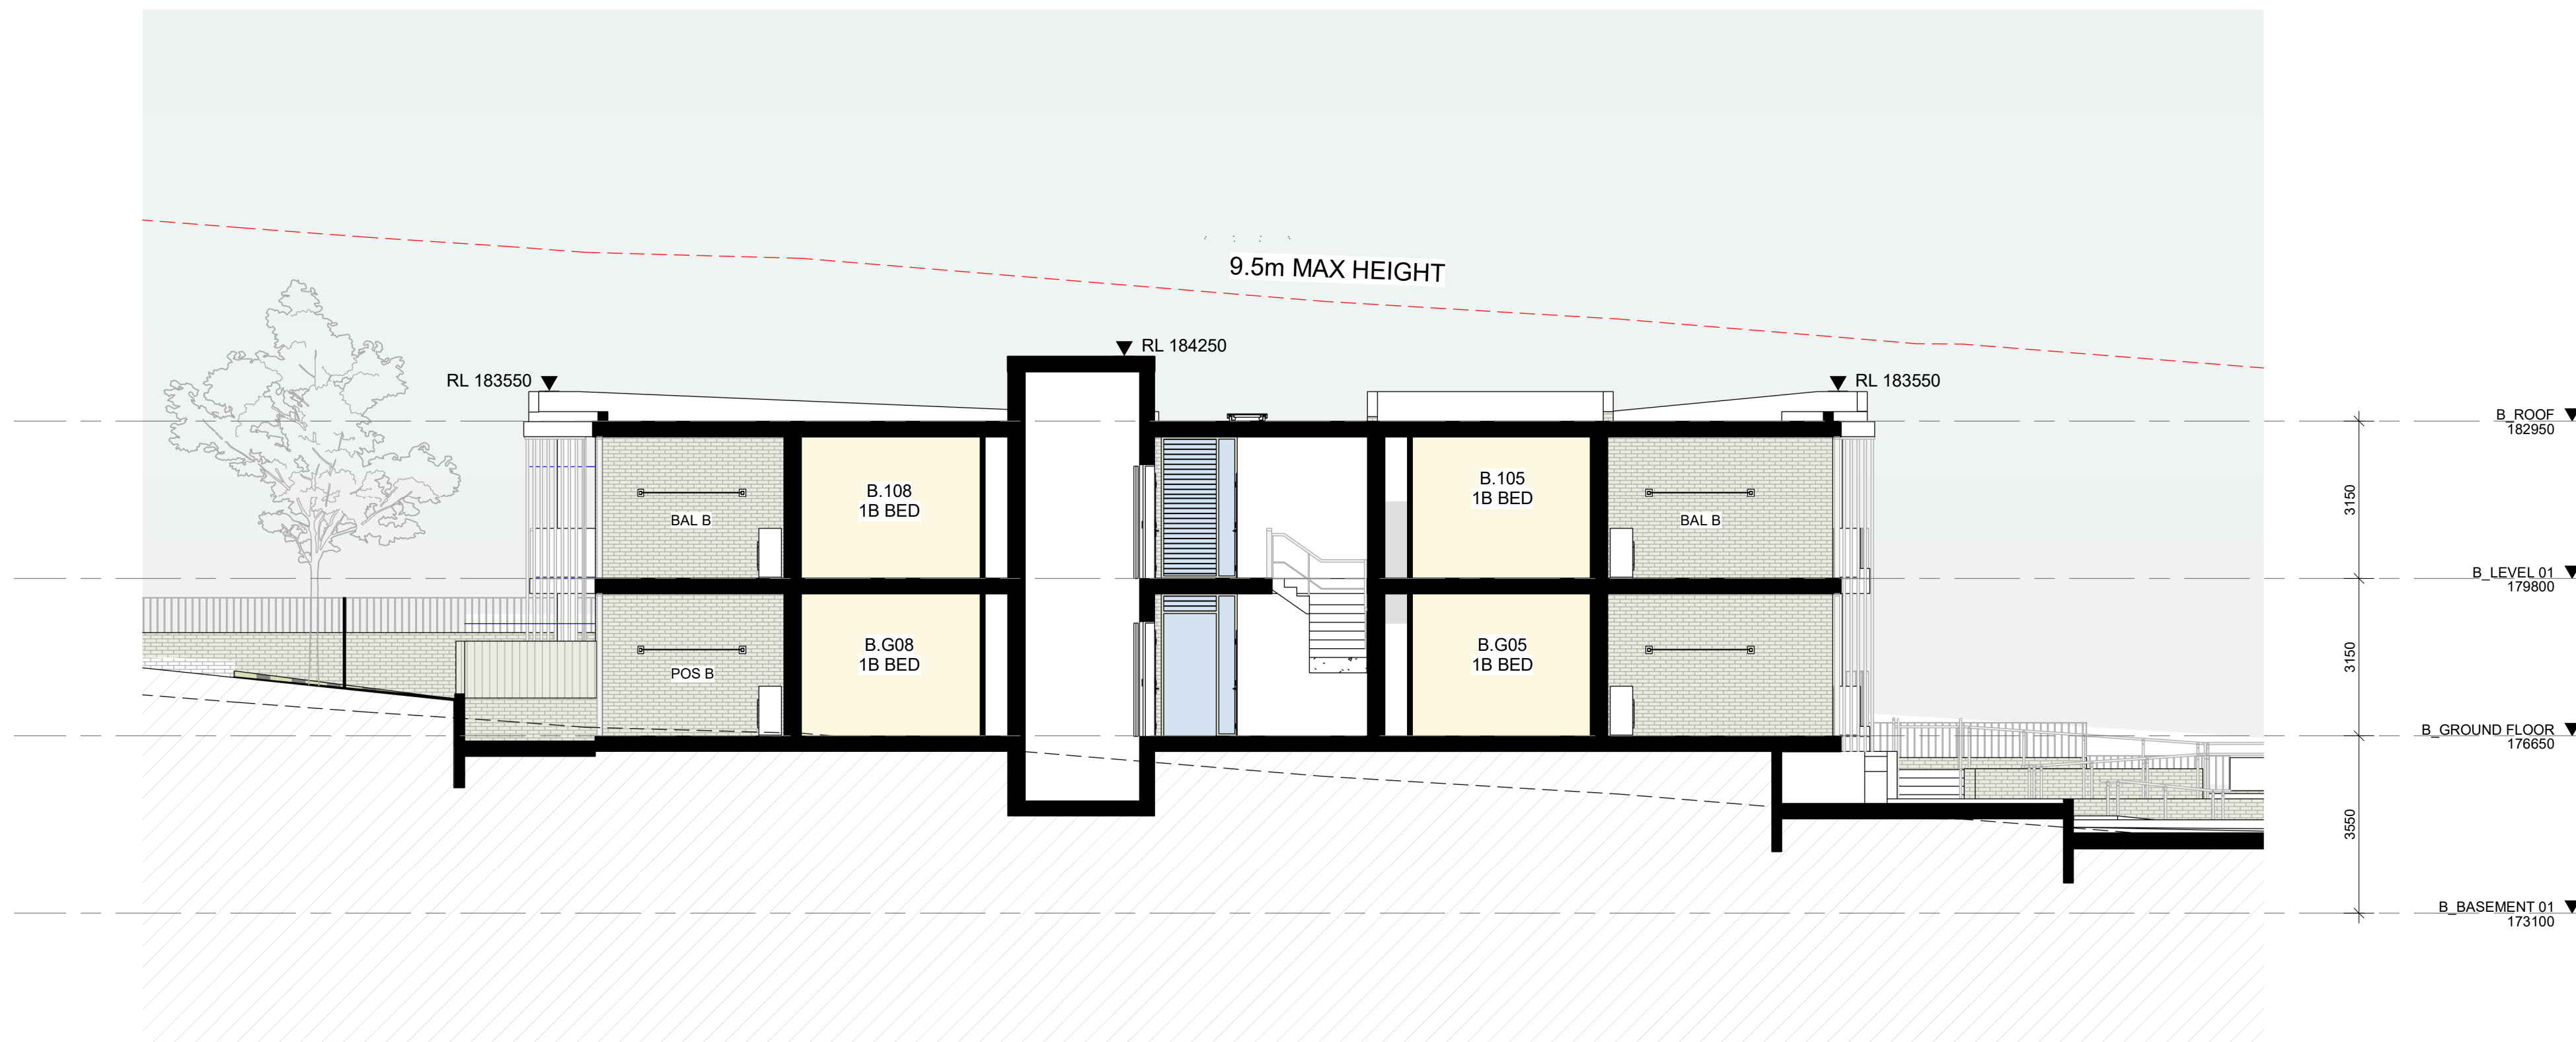 9.5m MAX HEIGHT
RL 184250
RL 183550
RL 183550
B_ROOF
182950
3150
B.108
1B BED
B.105
1B BED
BAL B
BAL B
B_LEVEL 01
179800
3150
B.G08
1B BED
B.G05
1B BED
POS B
B_GROUND FLOOR
176650
3550
B_BASEMENT 01
173100